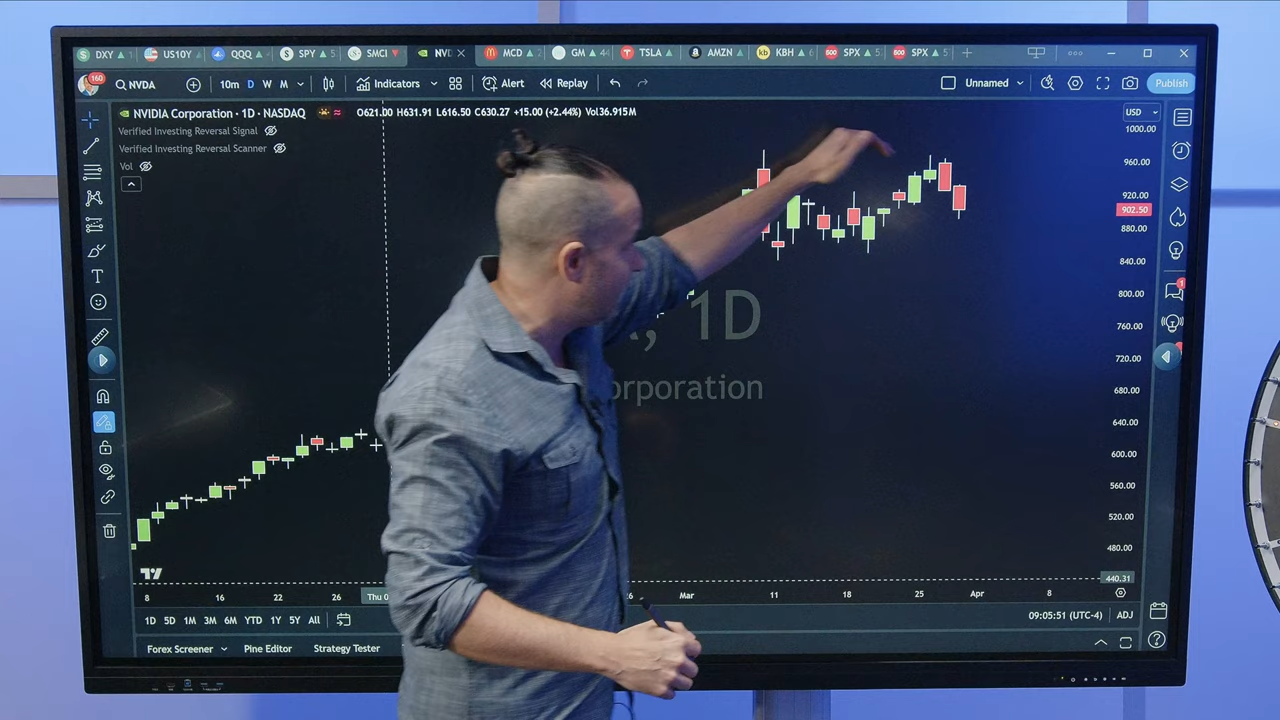 DXY US10Y QQQ SPY SMCI MCD GM TSLA AMZN KBH SPX SPX
160 NVDA 10m D W M Indicators Alert Replay Unnamed Publish
NVIDIA Corporation · 1D · NASDAQ O621.00 H631.91 L616.50 C630.27 +15.00 (+2.44%) Vol36.915M USD
Verified Investing Reversal Signal
Verified Investing Reversal Scanner
Vol
1000.00
960.00
920.00
902.50
880.00
840.00
800.00
, 1D
760.00
720.00
orporation
680.00
640.00
600.00
560.00
520.00
480.00
440.31
8 16 22 26 Thu Mar 11 18 25 Apr 8
1D 5D 1M 3M 6M YTD 1Y 5Y All 09:05:51 (UTC-4) ADJ
Forex Screener Pine Editor Strategy Tester